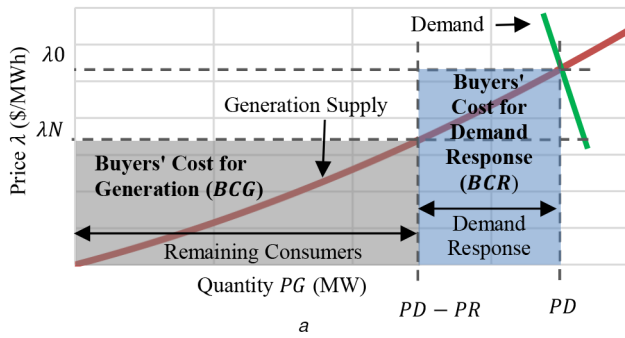 Demand
λ0
Generation Supply
λN
Price λ ($/MWh)
Buyers' Cost for
Generation (BCG)
Buyers'
Cost for
Demand
Response
(BCR)
Remaining Consumers
Demand
Response
Quantity PG (MW)
PD − PR
PD
a